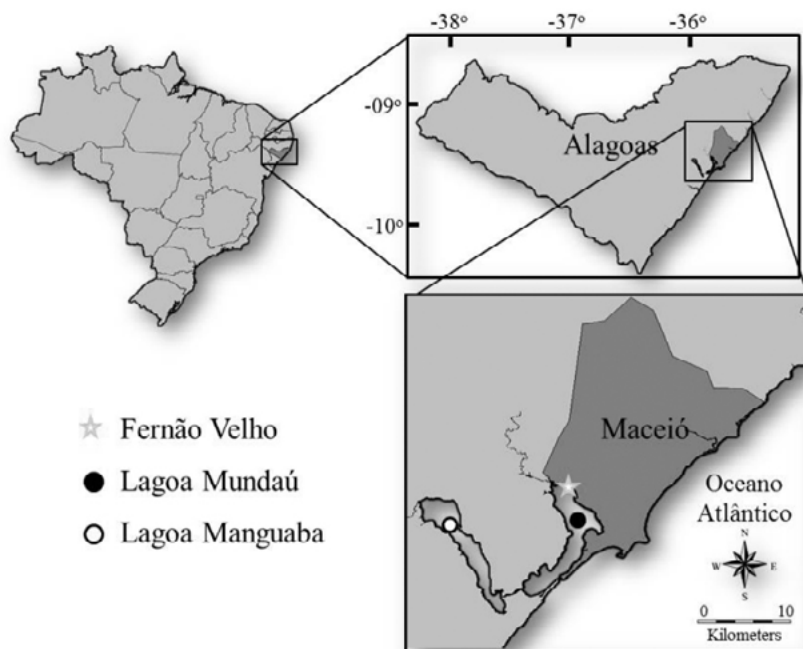 -38° -37° -36°
-09°
Alagoas
-10°
Fernão Velho
Lagoa Mundaú
Lagoa Manguaba
Maceió
Oceano
Atlântico
N
W E
S
0 10
Kilometers